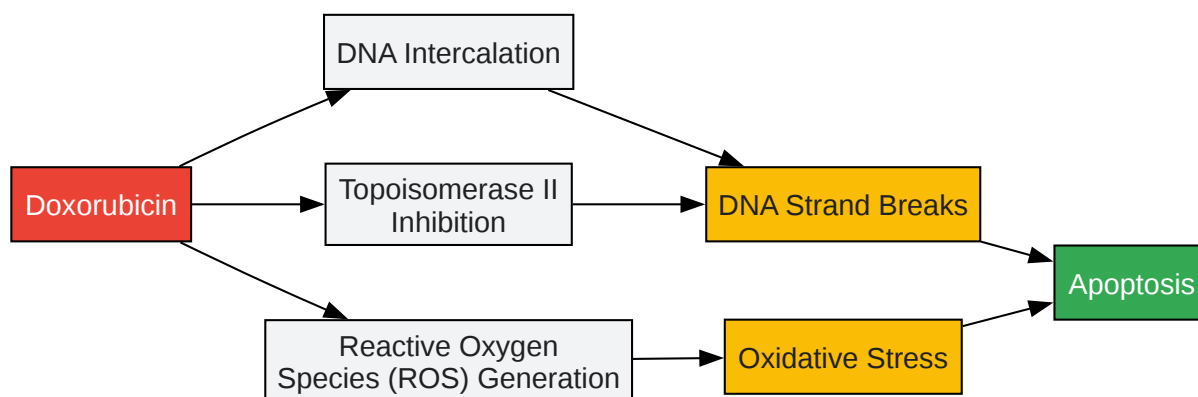 DNA Intercalation
Doxorubicin
Topoisomerase II
Inhibition
DNA Strand Breaks
Apoptosis
Reactive Oxygen
Species (ROS) Generation
Oxidative Stress